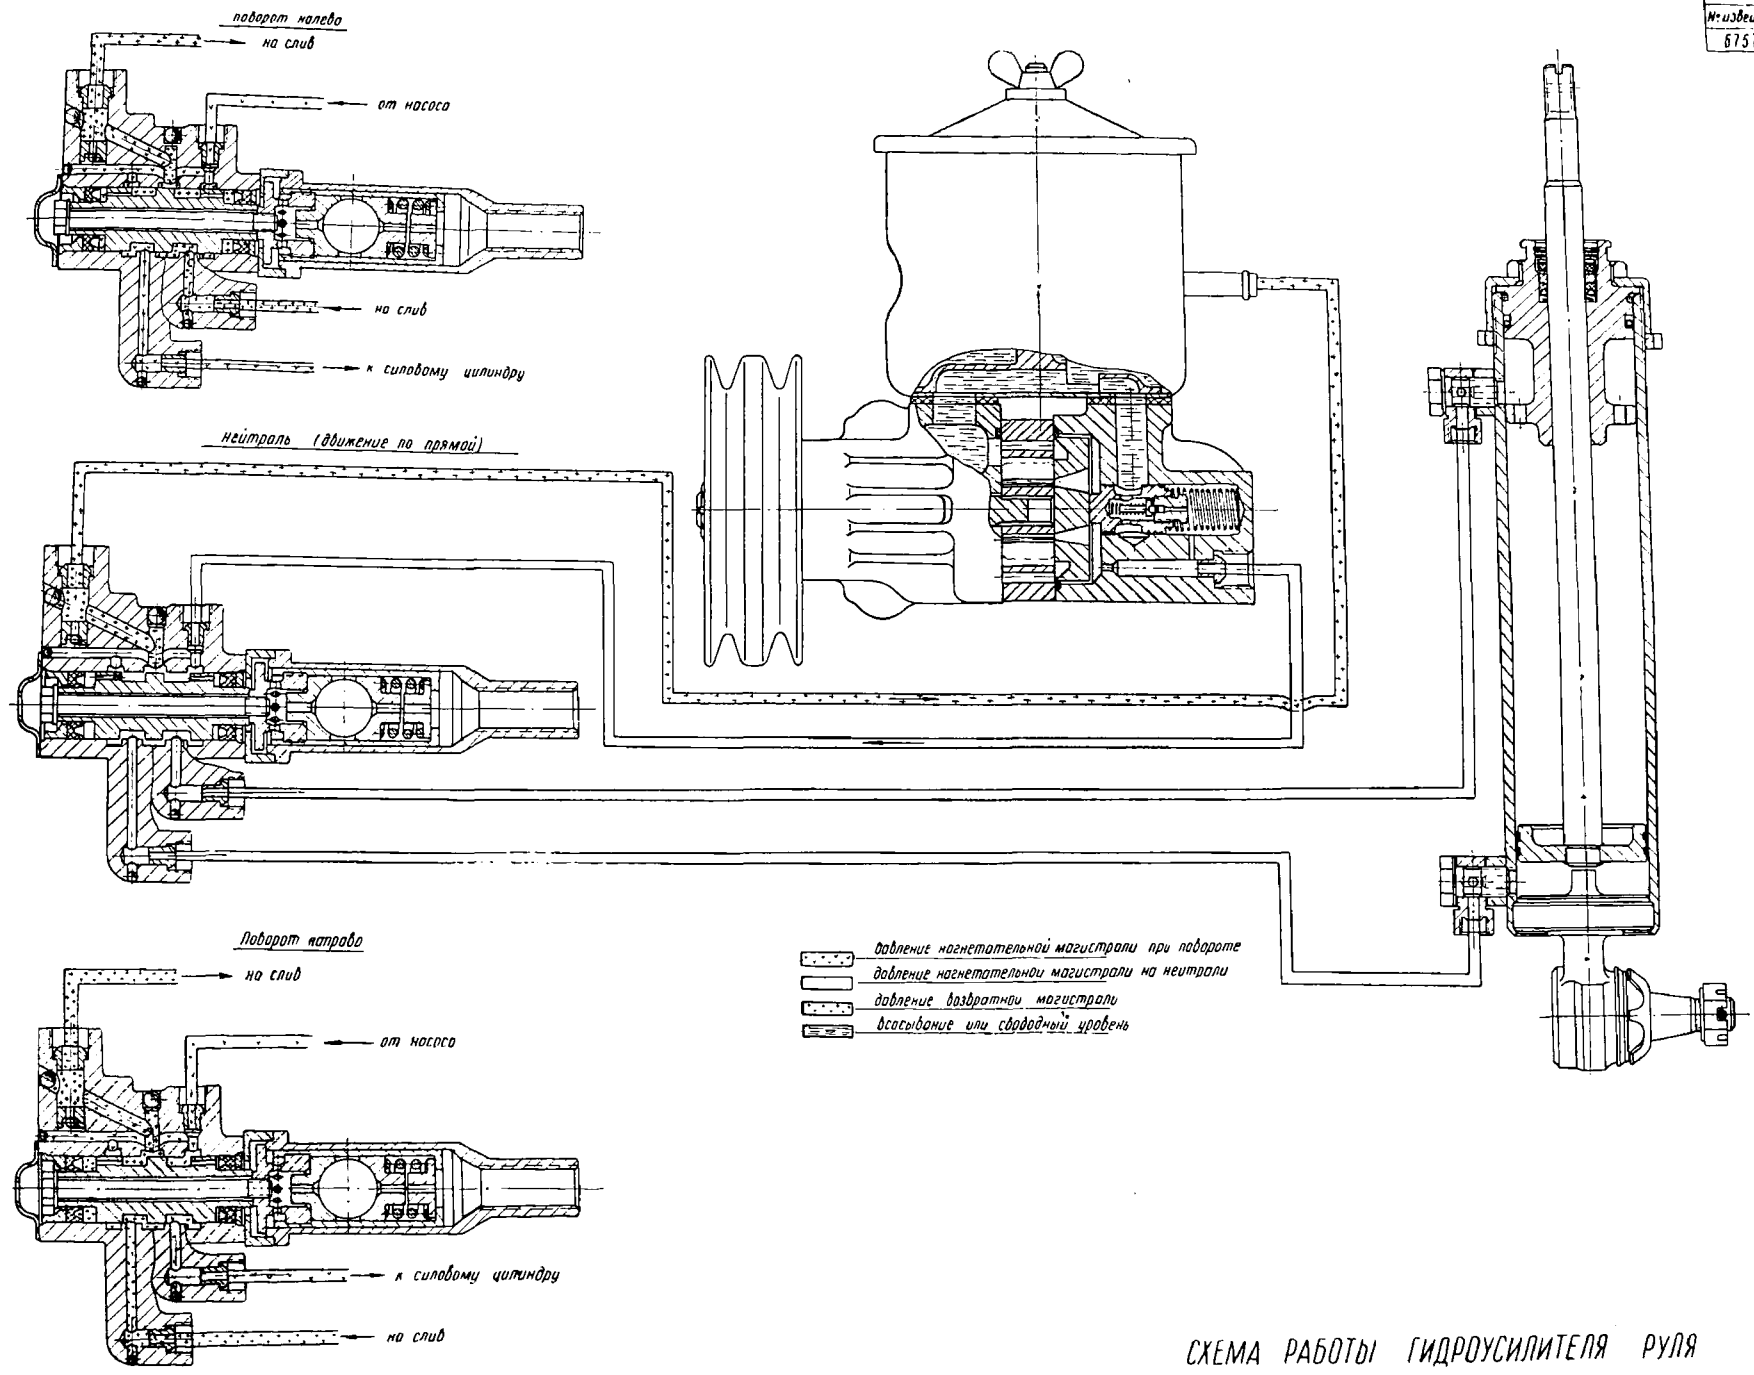 поворот налево
на слив
от насоса
на слив
к силовому цилиндру
№ извещ
675
нейтраль (движение по прямой)
Поворот направо
на слив
от насоса
к силовому цилиндру
на слив
давление нагнетательной магистрали при повороте
давление нагнетательной магистрали на нейтрали
давление возвратной магистрали
всасывание или свободный уровень
СХЕМА РАБОТЫ ГИДРОУСИЛИТЕЛЯ РУЛЯ